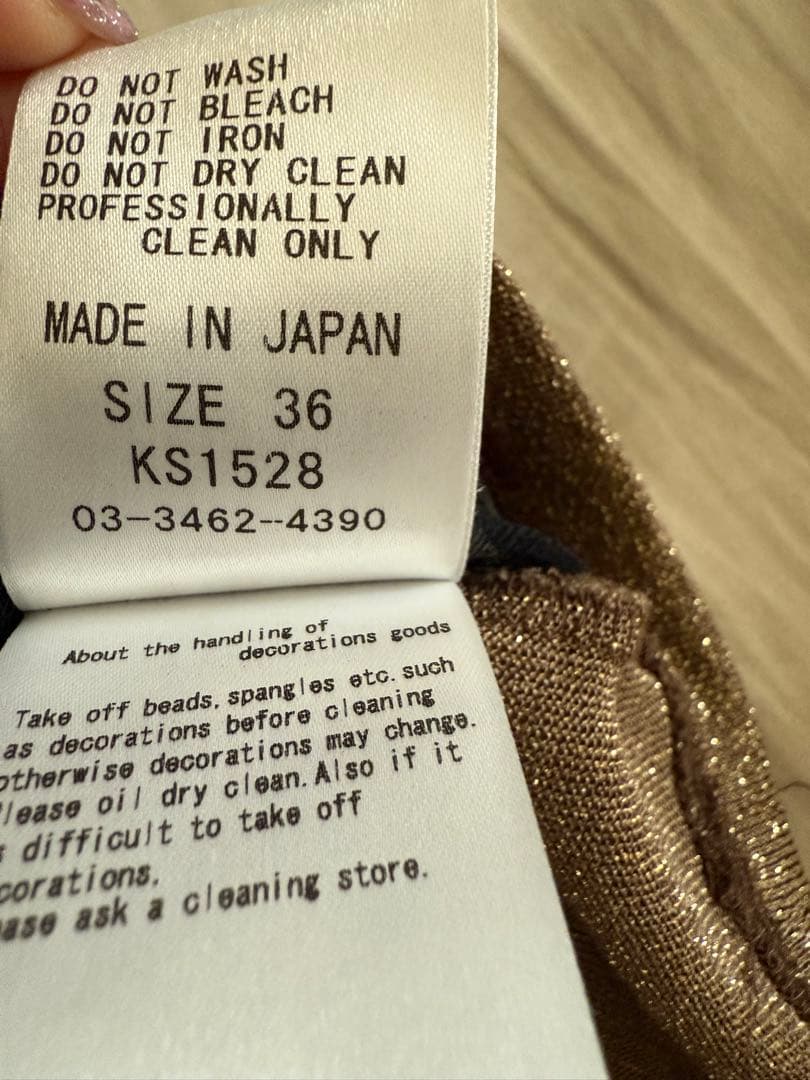 DO NOT WASH
DO NOT BLEACH
DO NOT IRON
DO NOT DRY CLEAN
PROFESSIONALLY
CLEAN ONLY
MADE IN JAPAN
SIZE 36
KS1528
03-3462-4390
About the handling of
decorations goods
Take off beads, spangles etc. such
as decorations before cleaning
otherwise decorations may change.
oil dry clean. Also if it
difficult to take off
ask a cleaning store.